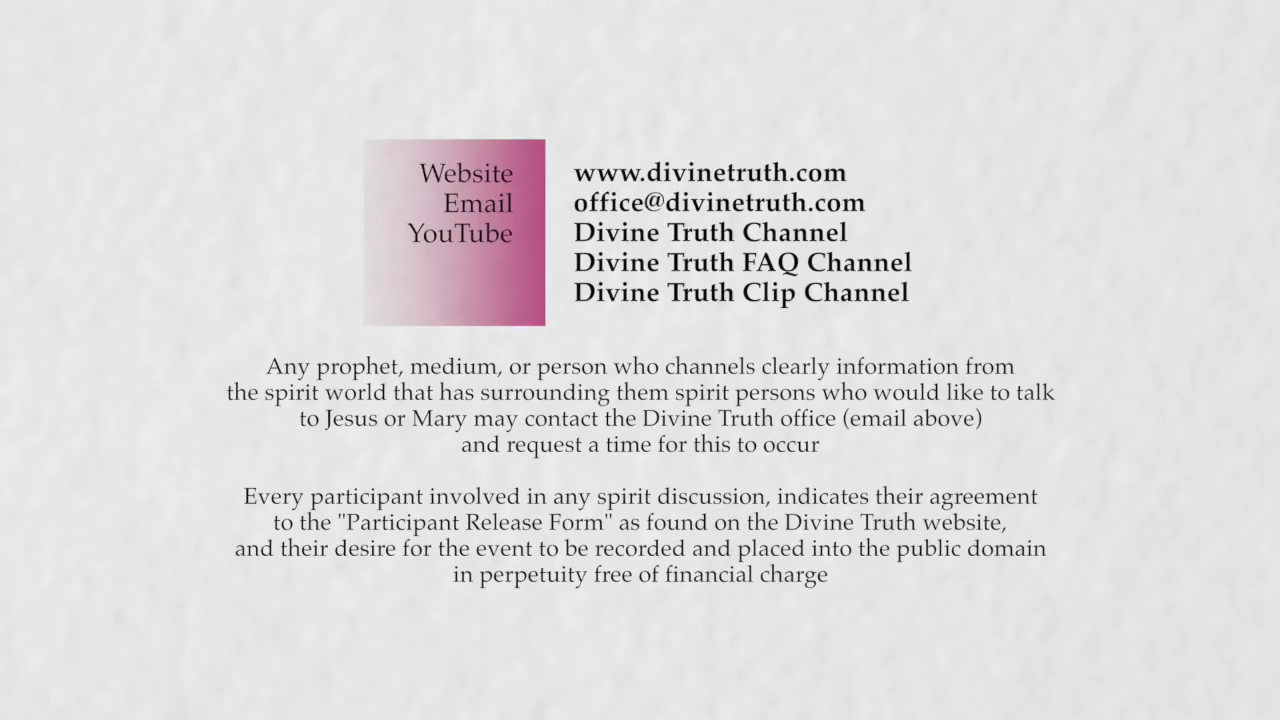 Website www.divinetruth.com
Email office@divinetruth.com
YouTube Divine Truth Channel
Divine Truth FAQ Channel
Divine Truth Clip Channel
Any prophet, medium, or person who channels clearly information from
the spirit world that has surrounding them spirit persons who would like to talk
to Jesus or Mary may contact the Divine Truth office (email above)
and request a time for this to occur
Every participant involved in any spirit discussion, indicates their agreement
to the "Participant Release Form" as found on the Divine Truth website,
and their desire for the event to be recorded and placed into the public domain
in perpetuity free of financial charge